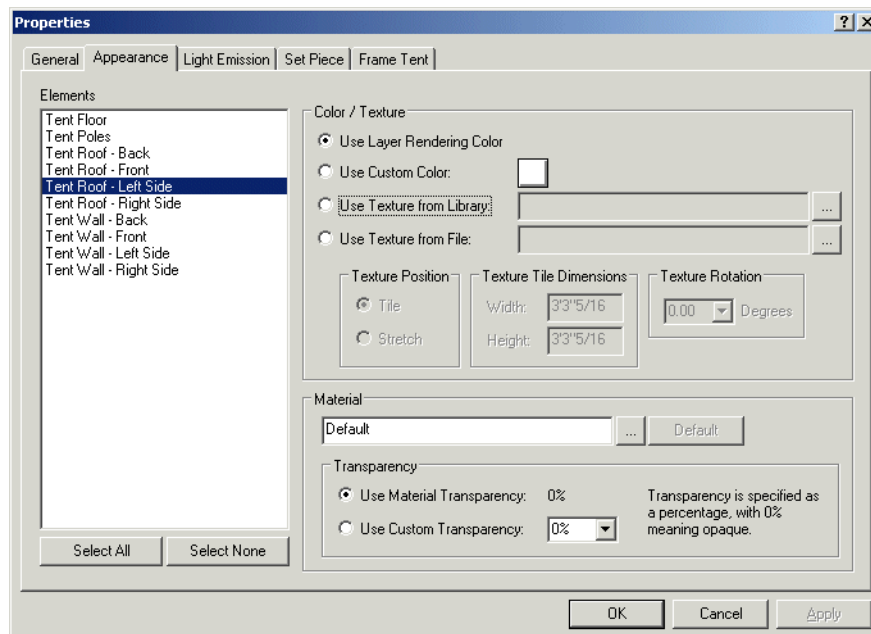 Properties
General Appearance Light Emission Set Piece Frame Tent
Elements
Tent Floor
Tent Poles
Tent Roof - Back
Tent Roof - Front
Tent Roof - Left Side
Tent Roof - Right Side
Tent Wall - Back
Tent Wall - Front
Tent Wall - Left Side
Tent Wall - Right Side
Select All Select None
Color / Texture
Use Layer Rendering Color
Use Custom Color:
Use Texture from Library: ...
Use Texture from File: ...
Texture Position
Tile
Stretch
Texture Tile Dimensions
Width: 3'3"5/16
Height: 3'3"5/16
Texture Rotation
0.00 Degrees
Material
Default ... Default
Transparency
Use Material Transparency: 0%
Use Custom Transparency: 0%
Transparency is specified as
a percentage, with 0%
meaning opaque.
OK Cancel Apply